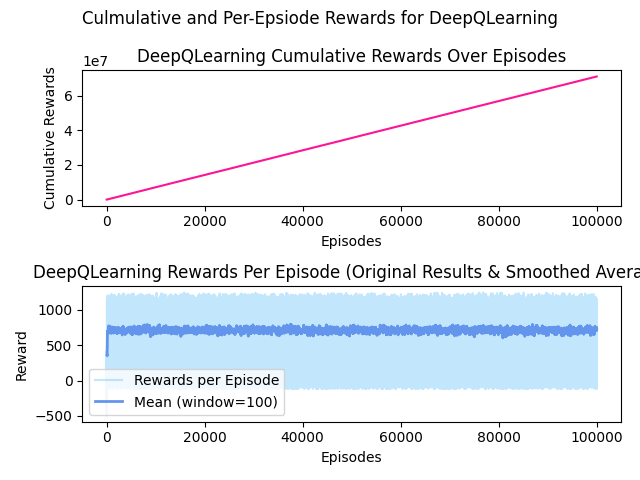 Culmulative and Per-Epsiode Rewards for DeepQLearning
DeepQLearning Cumulative Rewards Over Episodes
1e7
Cumulative Rewards
6
4
2
0
0 20000 40000 60000 80000 100000
Episodes
DeepQLearning Rewards Per Episode (Original Results & Smoothed Avera
Reward
1000
500
0
−500
Rewards per Episode
Mean (window=100)
0 20000 40000 60000 80000 100000
Episodes